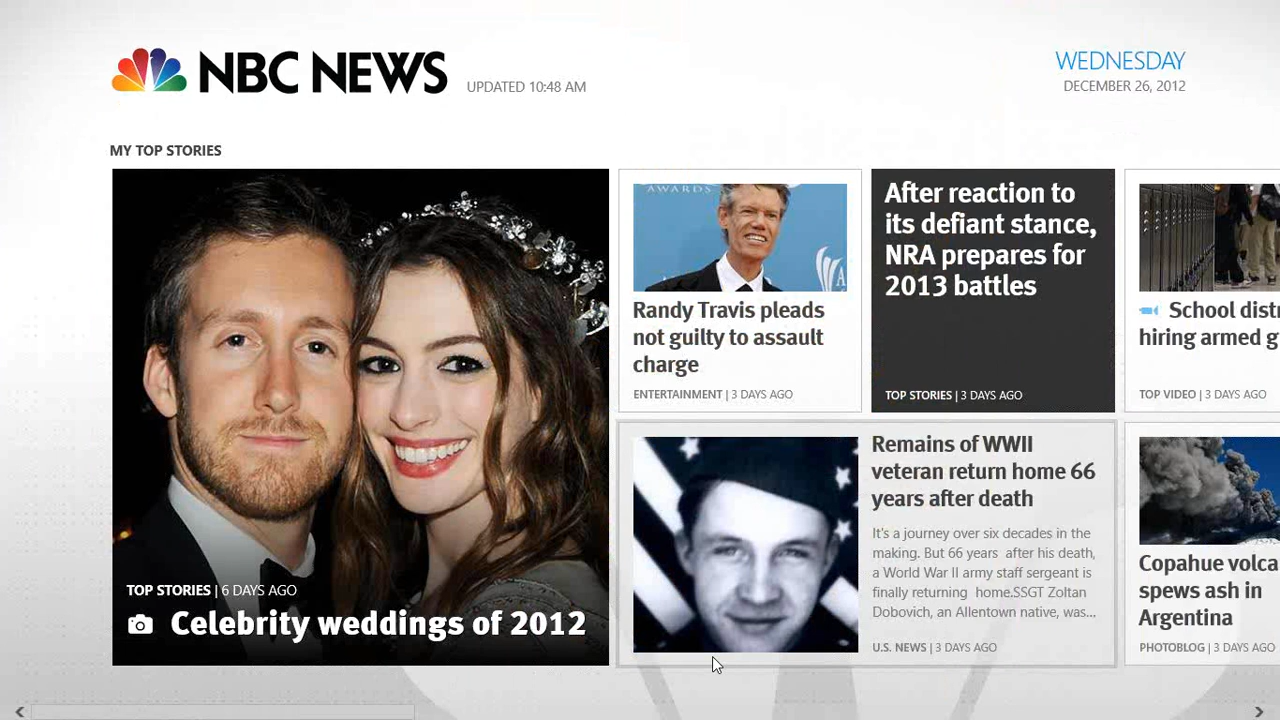 NBC NEWS
UPDATED 10:48 AM
WEDNESDAY
DECEMBER 26, 2012
MY TOP STORIES
TOP STORIES | 6 DAYS AGO
Celebrity weddings of 2012
AWARDS
Randy Travis pleads
not guilty to assault
charge
ENTERTAINMENT | 3 DAYS AGO
After reaction to
its defiant stance,
NRA prepares for
2013 battles
TOP STORIES | 3 DAYS AGO
School distr
hiring armed g
TOP VIDEO | 3 DAYS AGO
Remains of WWII
veteran return home 66
years after death
It's a journey over six decades in the
making. But 66 years after his death,
a World War II army staff sergeant is
finally returning home.SSGT Zoltan
Dobovich, an Allentown native, was...
U.S. NEWS | 3 DAYS AGO
Copahue volca
spews ash in
Argentina
PHOTOBLOG | 3 DAYS AGO